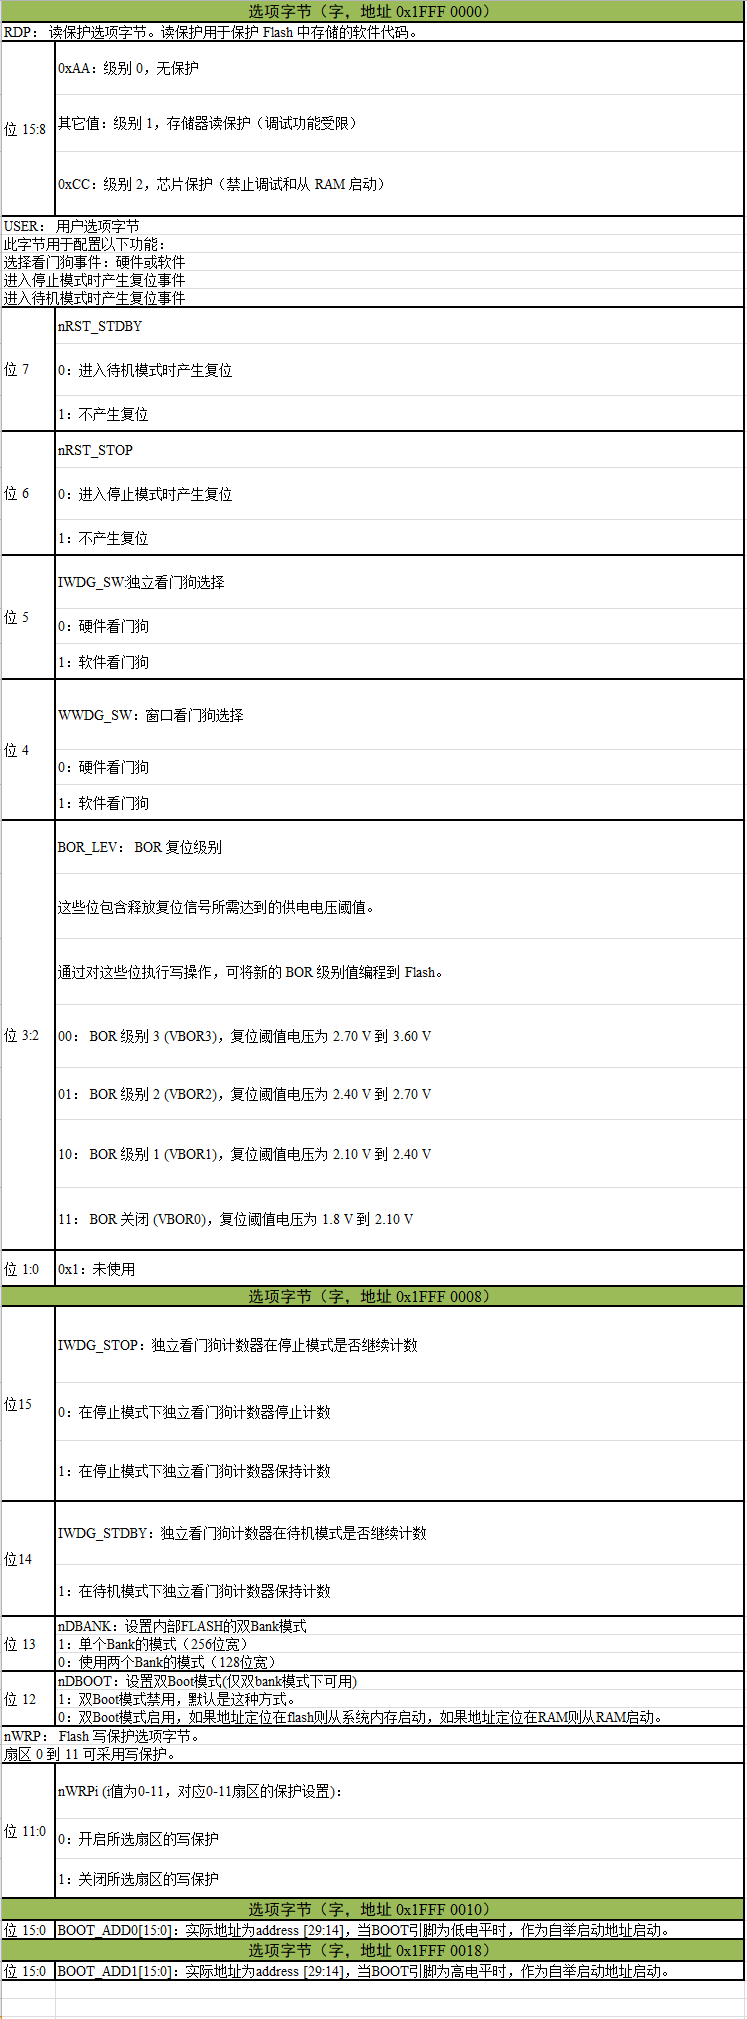 选项字节（字，地址 0x1FFF 0000）
RDP： 读保护选项字节。读保护用于保护 Flash 中存储的软件代码。
位 15:8
0xAA：级别 0，无保护
其它值：级别 1，存储器读保护（调试功能受限）
0xCC：级别 2，芯片保护（禁止调试和从 RAM 启动）
USER： 用户选项字节
此字节用于配置以下功能：
选择看门狗事件：硬件或软件
进入停止模式时产生复位事件
进入待机模式时产生复位事件
位 7
nRST_STDBY
0：进入待机模式时产生复位
1：不产生复位
位 6
nRST_STOP
0：进入停止模式时产生复位
1：不产生复位
位 5
IWDG_SW:独立看门狗选择
0：硬件看门狗
1：软件看门狗
位 4
WWDG_SW：窗口看门狗选择
0：硬件看门狗
1：软件看门狗
位 3:2
BOR_LEV： BOR 复位级别
这些位包含释放复位信号所需达到的供电电压阈值。
通过对这些位执行写操作，可将新的 BOR 级别值编程到 Flash。
00： BOR 级别 3 (VBOR3)，复位阈值电压为 2.70 V 到 3.60 V
01： BOR 级别 2 (VBOR2)，复位阈值电压为 2.40 V 到 2.70 V
10： BOR 级别 1 (VBOR1)，复位阈值电压为 2.10 V 到 2.40 V
11： BOR 关闭 (VBOR0)，复位阈值电压为 1.8 V 到 2.10 V
位 1:0
0x1：未使用
选项字节（字，地址 0x1FFF 0008）
位15
IWDG_STOP：独立看门狗计数器在停止模式是否继续计数
0：在停止模式下独立看门狗计数器停止计数
1：在停止模式下独立看门狗计数器保持计数
位14
IWDG_STDBY：独立看门狗计数器在待机模式是否继续计数
1：在待机模式下独立看门狗计数器保持计数
位 13
nDBANK：设置内部FLASH的双Bank模式
1：单个Bank的模式（256位宽）
0：使用两个Bank的模式（128位宽）
位 12
nDBOOT：设置双Boot模式(仅双bank模式下可用)
1：双Boot模式禁用，默认是这种方式。
0：双Boot模式启用，如果地址定位在flash则从系统内存启动，如果地址定位在RAM则从RAM启动。
nWRP： Flash 写保护选项字节。
扇区 0 到 11 可采用写保护。
位 11:0
nWRPi (i值为0-11，对应0-11扇区的保护设置)：
0：开启所选扇区的写保护
1：关闭所选扇区的写保护
选项字节（字，地址 0x1FFF 0010）
位 15:0 BOOT_ADD0[15:0]：实际地址为address [29:14]，当BOOT引脚为低电平时，作为自举启动地址启动。
选项字节（字，地址 0x1FFF 0018）
位 15:0 BOOT_ADD1[15:0]：实际地址为address [29:14]，当BOOT引脚为高电平时，作为自举启动地址启动。